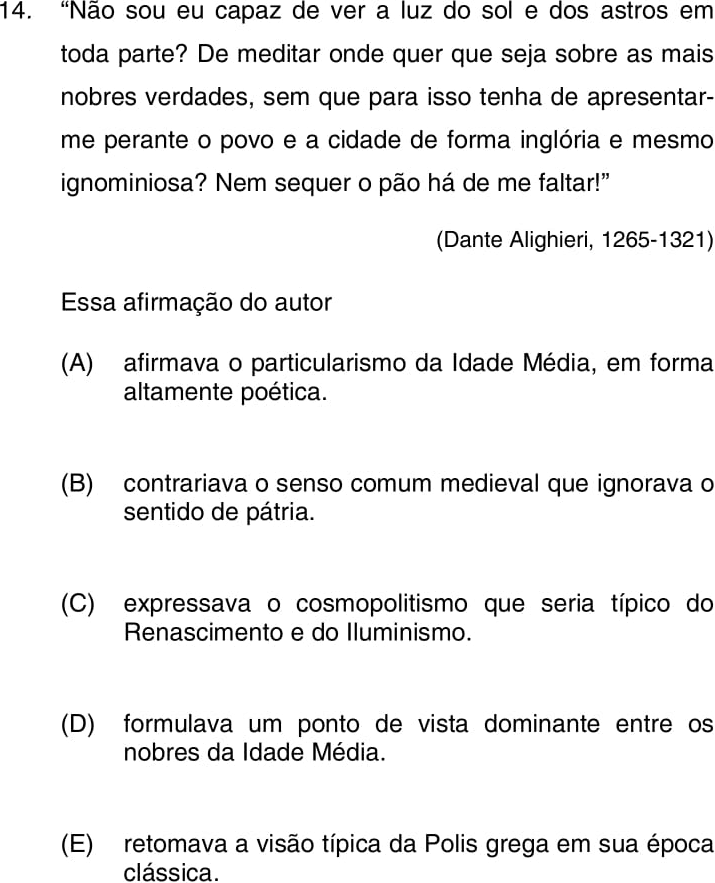 14. “Não sou eu capaz de ver a luz do sol e dos astros em
toda parte? De meditar onde quer que seja sobre as mais
nobres verdades, sem que para isso tenha de apresentar-
me perante o povo e a cidade de forma inglória e mesmo
ignominiosa? Nem sequer o pão há de me faltar!”
(Dante Alighieri, 1265-1321)
Essa afirmação do autor
(A) afirmava o particularismo da Idade Média, em forma
altamente poética.
(B) contrariava o senso comum medieval que ignorava o
sentido de pátria.
(C) expressava o cosmopolitismo que seria típico do
Renascimento e do Iluminismo.
(D) formulava um ponto de vista dominante entre os
nobres da Idade Média.
(E) retomava a visão típica da Polis grega em sua época
clássica.